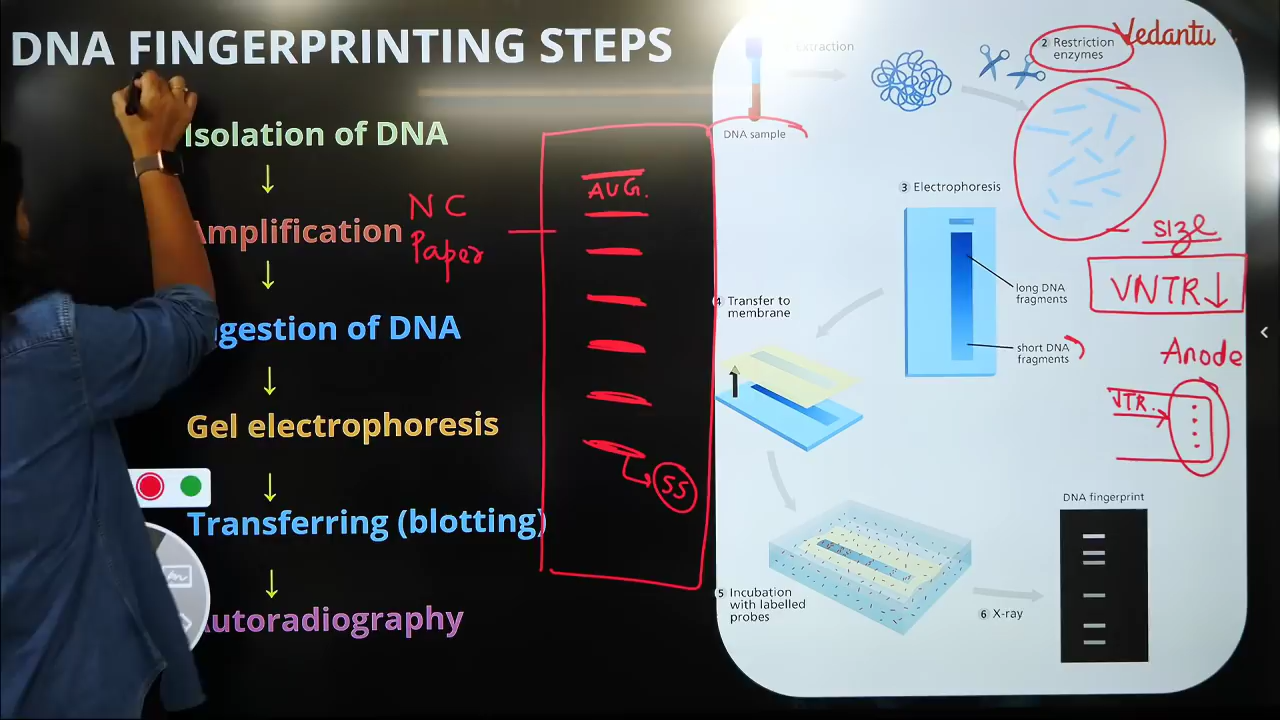 DNA FINGERPRINTING STEPS
Isolation of DNA
↓
Amplification
↓
gestion of DNA
↓
Gel electrophoresis
↓
Transferring (blotting)
↓
utoradiography
NC
Paper
AUG.
SS
Vedantu
Extraction
DNA sample
2 Restriction
enzymes
3 Electrophoresis
long DNA
fragments
short DNA
fragments
size
VNTR↓
Anode
VTR.
4 Transfer to
membrane
5 Incubation
with labelled
probes
6 X-ray
DNA fingerprint